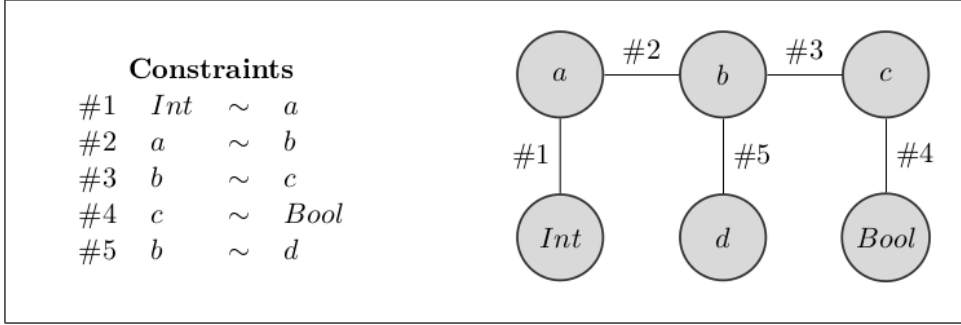 Constraints
#1 Int ∼ a
#2 a ∼ b
#3 b ∼ c
#4 c ∼ Bool
#5 b ∼ d
a #2 b #3 c
#1 #5 #4
Int d Bool